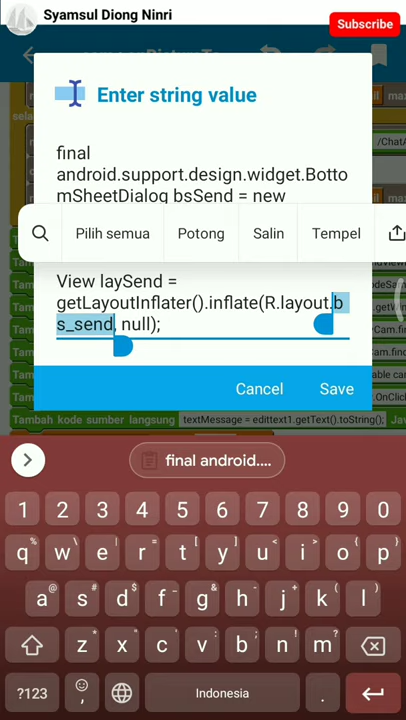 Syamsul Diong Ninri
Subscribe
Enter string value
final
android.support.design.widget.Botto
mSheetDialog bsSend = new
Pilih semua Potong Salin Tempel
View laySend =
getLayoutInflater().inflate(R.layout.b
s_send, null);
Cancel Save
Tambah kode sumber langsung textMessage = edittext1.getText().toString();
final android....
1 2 3 4 5 6 7 8 9 0
q w e r t y u i o p
% \ | = [ ] < > { }
a s d f g h j k l
@ # $ _ & - + ( )
z x c v b n m
* " ' : ; ! ?
?123 , Indonesia .